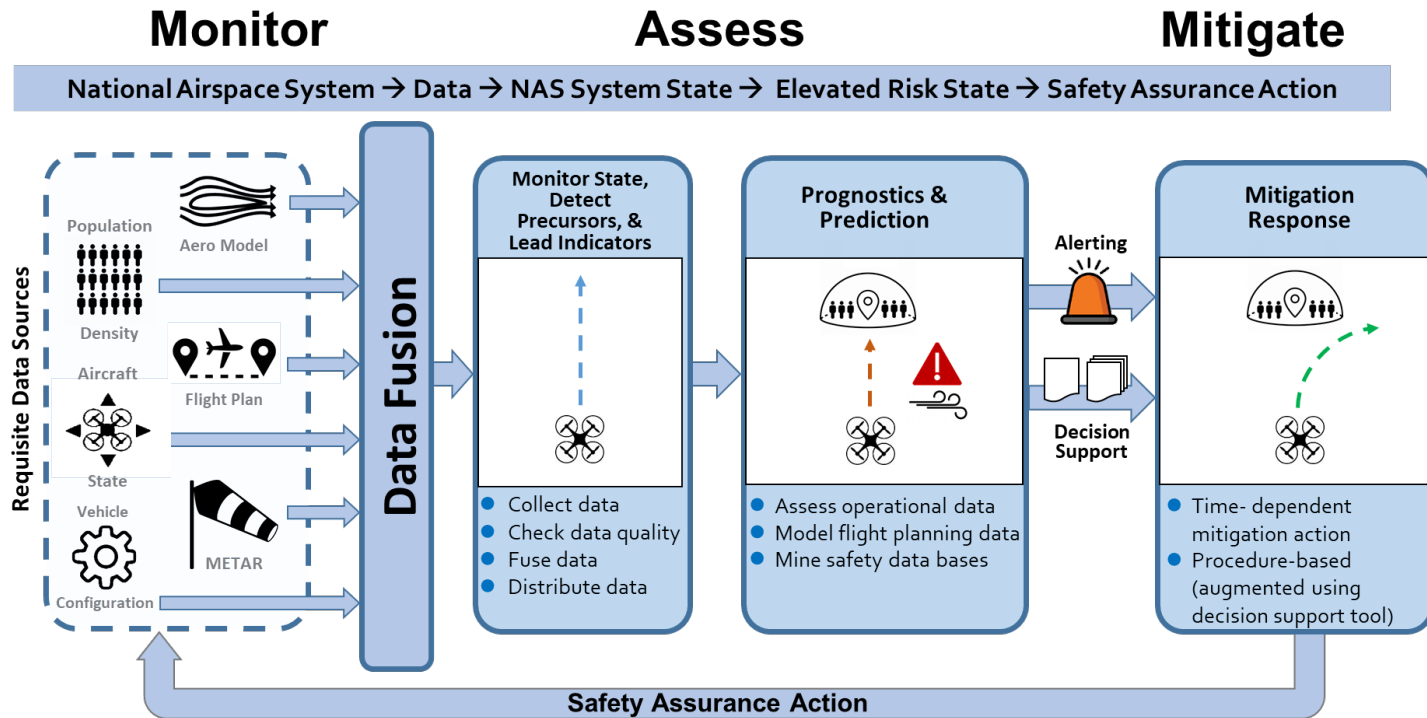 Monitor
Assess
Mitigate
National Airspace System → Data → NAS System State → Elevated Risk State → Safety Assurance Action
Requisite Data Sources
Aero Model
Population
Density
Flight Plan
Aircraft
State
METAR
Vehicle
Configuration
Data Fusion
Monitor State,
Detect
Precursors, &
Lead Indicators
● Collect data
● Check data quality
● Fuse data
● Distribute data
Prognostics &
Prediction
● Assess operational data
● Model flight planning data
● Mine safety data bases
Alerting
Decision
Support
Mitigation
Response
● Time- dependent
mitigation action
● Procedure-based
(augmented using
decision support tool)
Safety Assurance Action